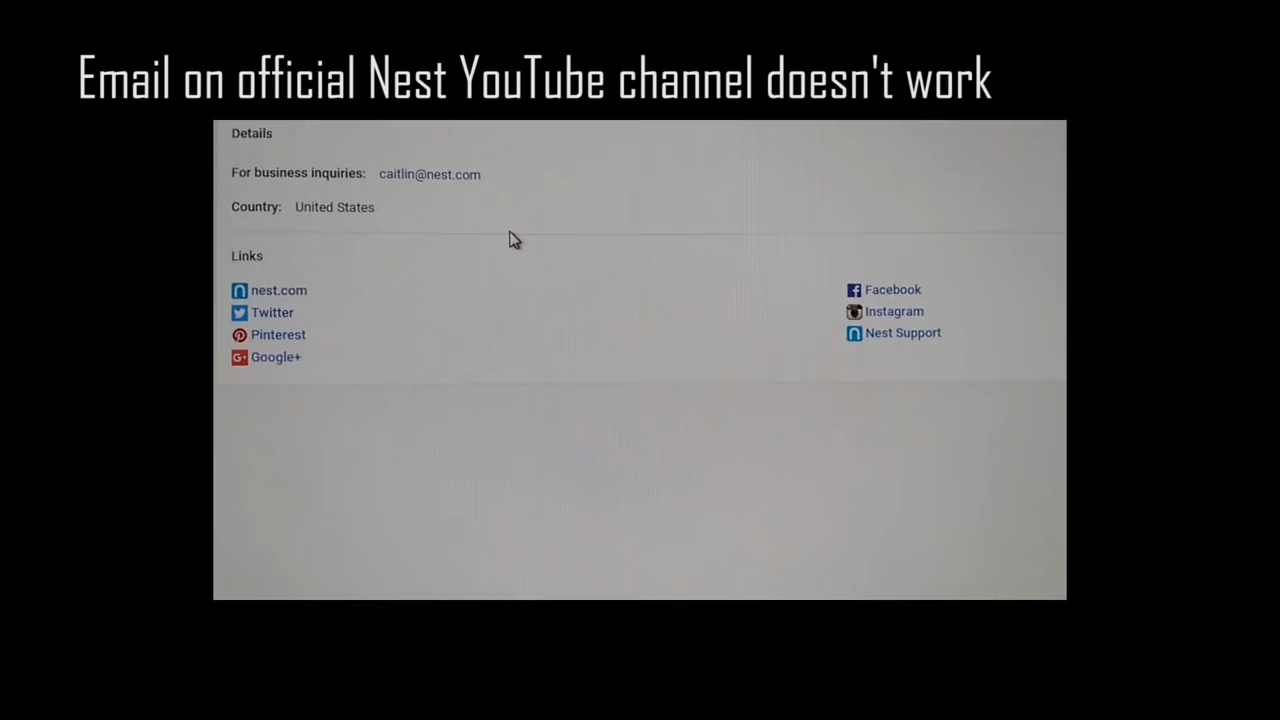 Email on official Nest YouTube channel doesn't work
Details
For business inquiries: caitlin@nest.com
Country: United States
Links
nest.com
Twitter
Pinterest
Google+
Facebook
Instagram
Nest Support